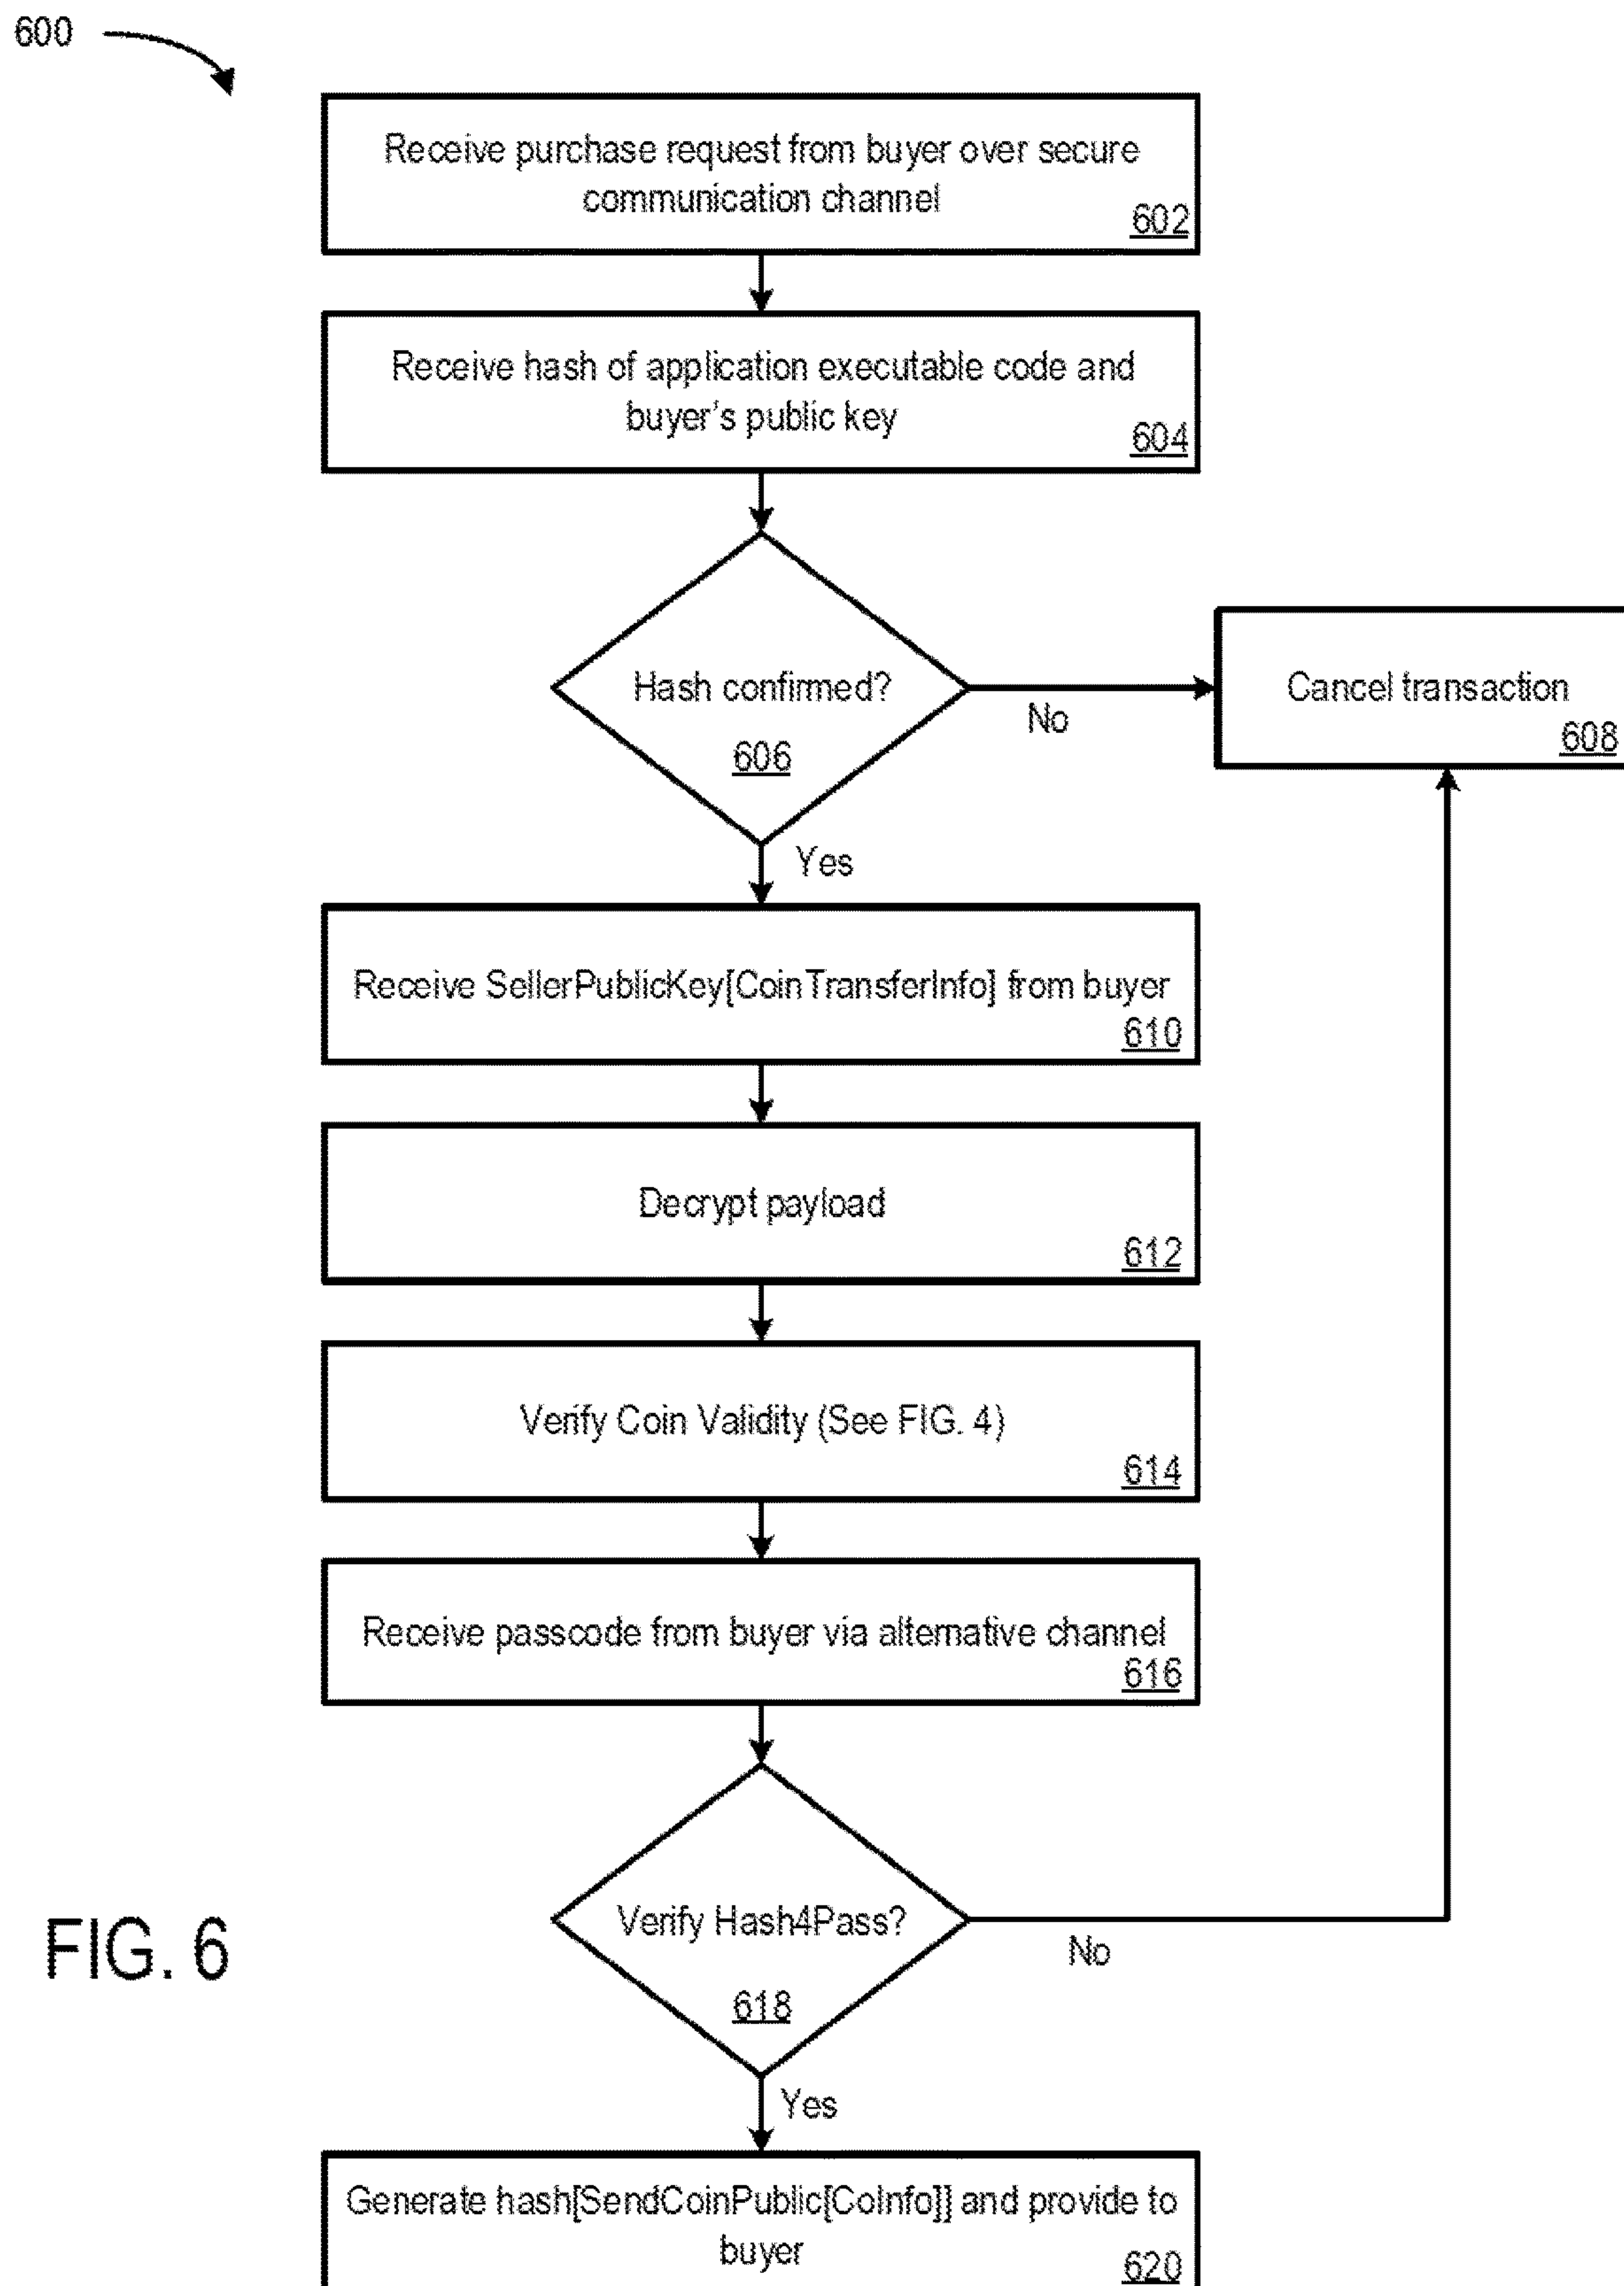 600
Receive purchase request from buyer over secure
communication channel
602
Receive hash of application executable code and
buyer's public key
604
Hash confirmed?
606
No
Cancel transaction
608
Yes
Receive SellerPublicKey[CoinTransferInfo] from buyer
610
Decrypt payload
612
Verify Coin Validity (See FIG. 4)
614
Receive passcode from buyer via alternative channel
616
Verify Hash4Pass?
618
No
FIG. 6
Yes
Generate hash[SendCoinPublic[CoInfo]] and provide to
buyer
620